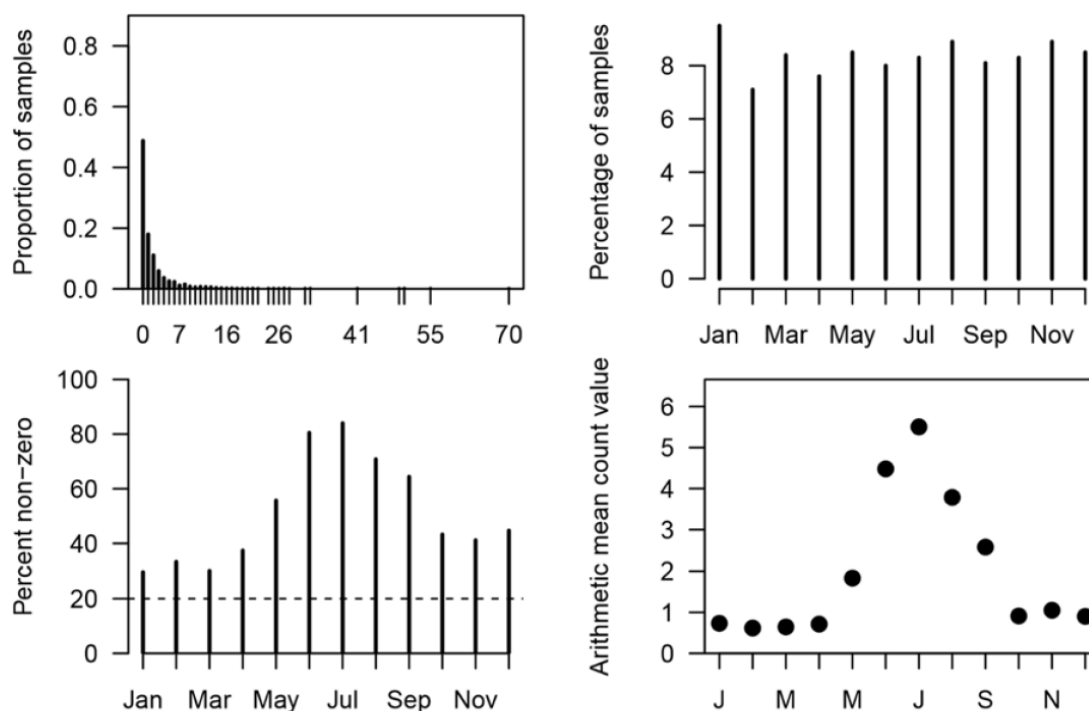 Proportion of samples
0.8
0.6
0.4
0.2
0.0
0 7 16 26 41 55 70
Percentage of samples
8
6
4
2
0
Jan Mar May Jul Sep Nov
Percent non−zero
100
80
60
40
20
0
Jan Mar May Jul Sep Nov
Arithmetic mean count value
6
5
4
3
2
1
0
J M M J S N